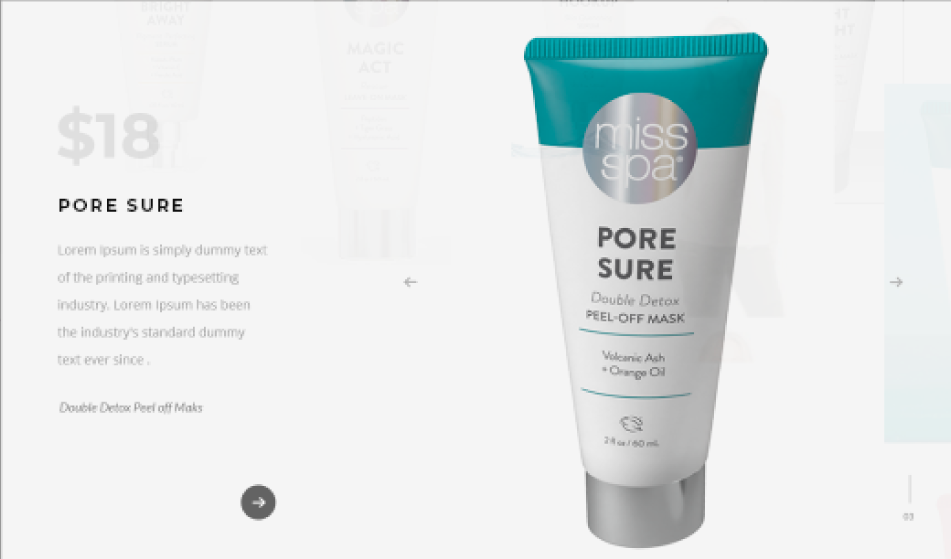 BRIGHT
AWAY
MAGIC
ACT
$18
PORE SURE
Lorem Ipsum is simply dummy text
of the printing and typesetting
industry. Lorem Ipsum has been
the industry's standard dummy
text ever since .
Double Detox Peel off Maks
←
→
→
miss
spa®
PORE
SURE
Double Detox
PEEL-OFF MASK
Volcanic Ash
+ Orange Oil
2 fl oz / 60 mL
03